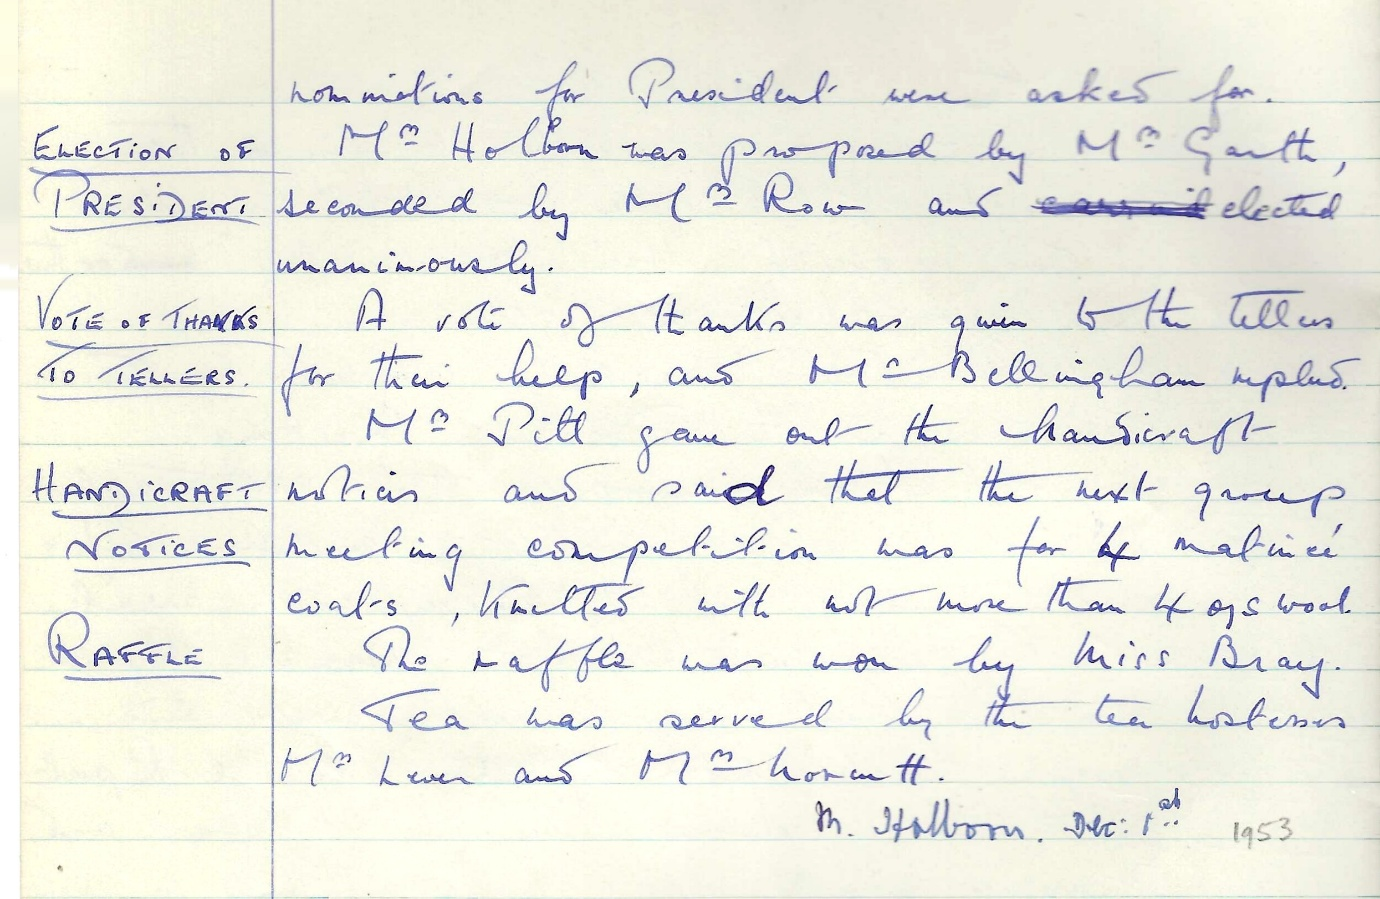 nominations for President were asked for.
ELECTION OF Mrs Holborn was proposed by Mrs Garth,
PRESIDENT seconded by Mrs Row and carried elected
unanimously.
VOTE OF THANKS A vote of thanks was given to the tellers
TO TELLERS. for their help, and Mrs Bellingham replied.
Mrs Pitt gave out the handicraft
HANDICRAFT notices and said that the next group
NOTICES meeting competition was for 4 matineé
coats, knitted with not more than 4 ozs wool.
RAFFLE The raffle was won by Miss Bray.
Tea was served by the tea hostesses
Mrs Lever and Mrs
M. Holborn. Dec: 1st 1953